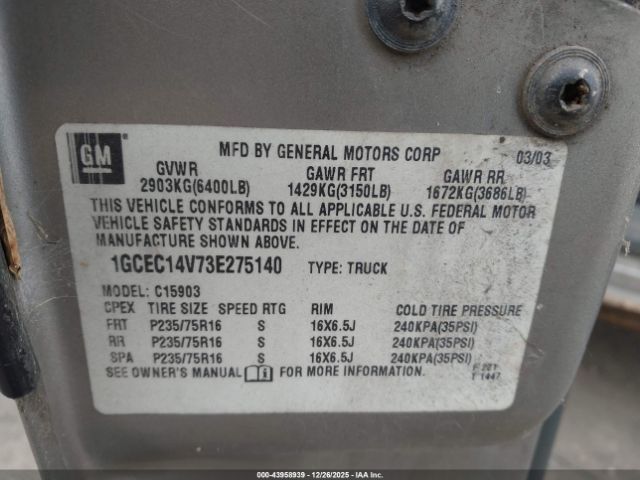 GM
MFD BY GENERAL MOTORS CORP 03/03
GVWR GAWR FRT GAWR RR
2903KG(6400LB) 1429KG(3150LB) 1672KG(3686LB)
THIS VEHICLE CONFORMS TO ALL APPLICABLE U.S. FEDERAL MOTOR
VEHICLE SAFETY STANDARDS IN EFFECT ON THE DATE OF
MANUFACTURE SHOWN ABOVE.
1GCEC14V73E275140 TYPE: TRUCK
MODEL: C15903
CPEX TIRE SIZE SPEED RTG RIM COLD TIRE PRESSURE
FRT P235/75R16 S 16X6.5J 240KPA(35PSI)
RR P235/75R16 S 16X6.5J 240KPA(35PSI)
SPA P235/75R16 S 16X6.5J 240KPA(35PSI)
SEE OWNER'S MANUAL FOR MORE INFORMATION.
T 1447
000-43958939 - 12/26/2025 - IAAI.COM